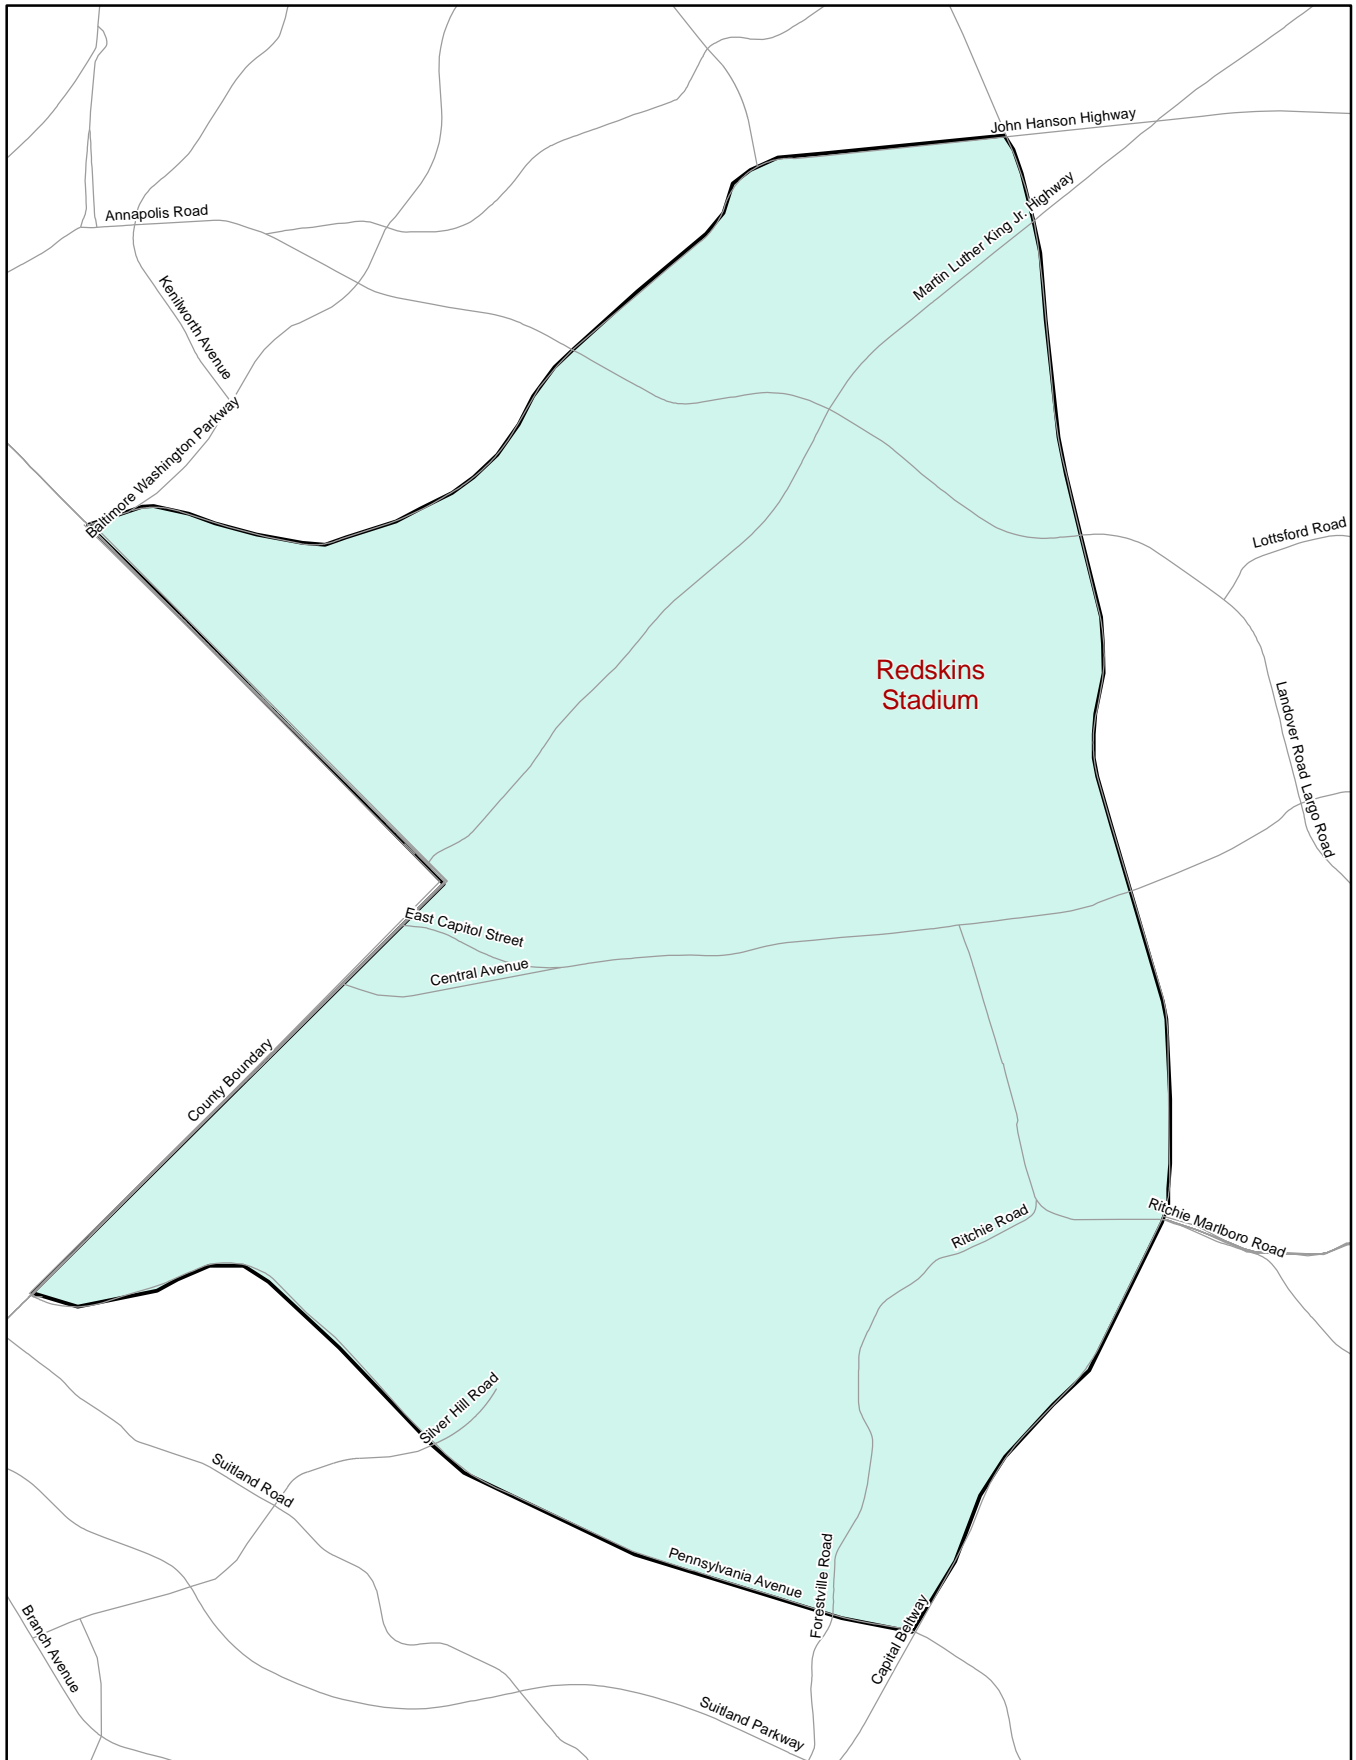 John Hanson Highway
Martin Luther King Jr. Highway
Annapolis Road
Kenilworth Avenue
Baltimore Washington Parkway
Lottsford Road
Redskins
Stadium
Landover Road Largo Road
East Capitol Street
Central Avenue
County Boundary
Ritchie Road
Ritchie Marlboro Road
Silver Hill Road
Suitland Road
Pennsylvania Avenue
Forestville Road
Capital Beltway
Branch Avenue
Suitland Parkway